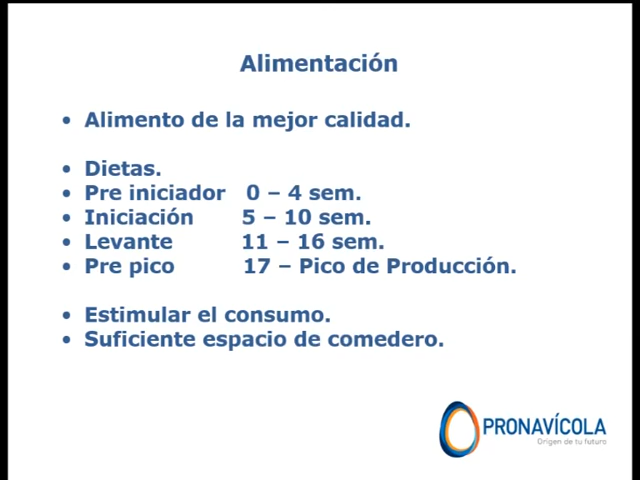 Alimentación
• Alimento de la mejor calidad.
• Dietas.
• Pre iniciador 0 – 4 sem.
• Iniciación 5 – 10 sem.
• Levante 11 – 16 sem.
• Pre pico 17 – Pico de Producción.
• Estimular el consumo.
• Suficiente espacio de comedero.
PRONAVÍCOLA
Origen de tu futuro